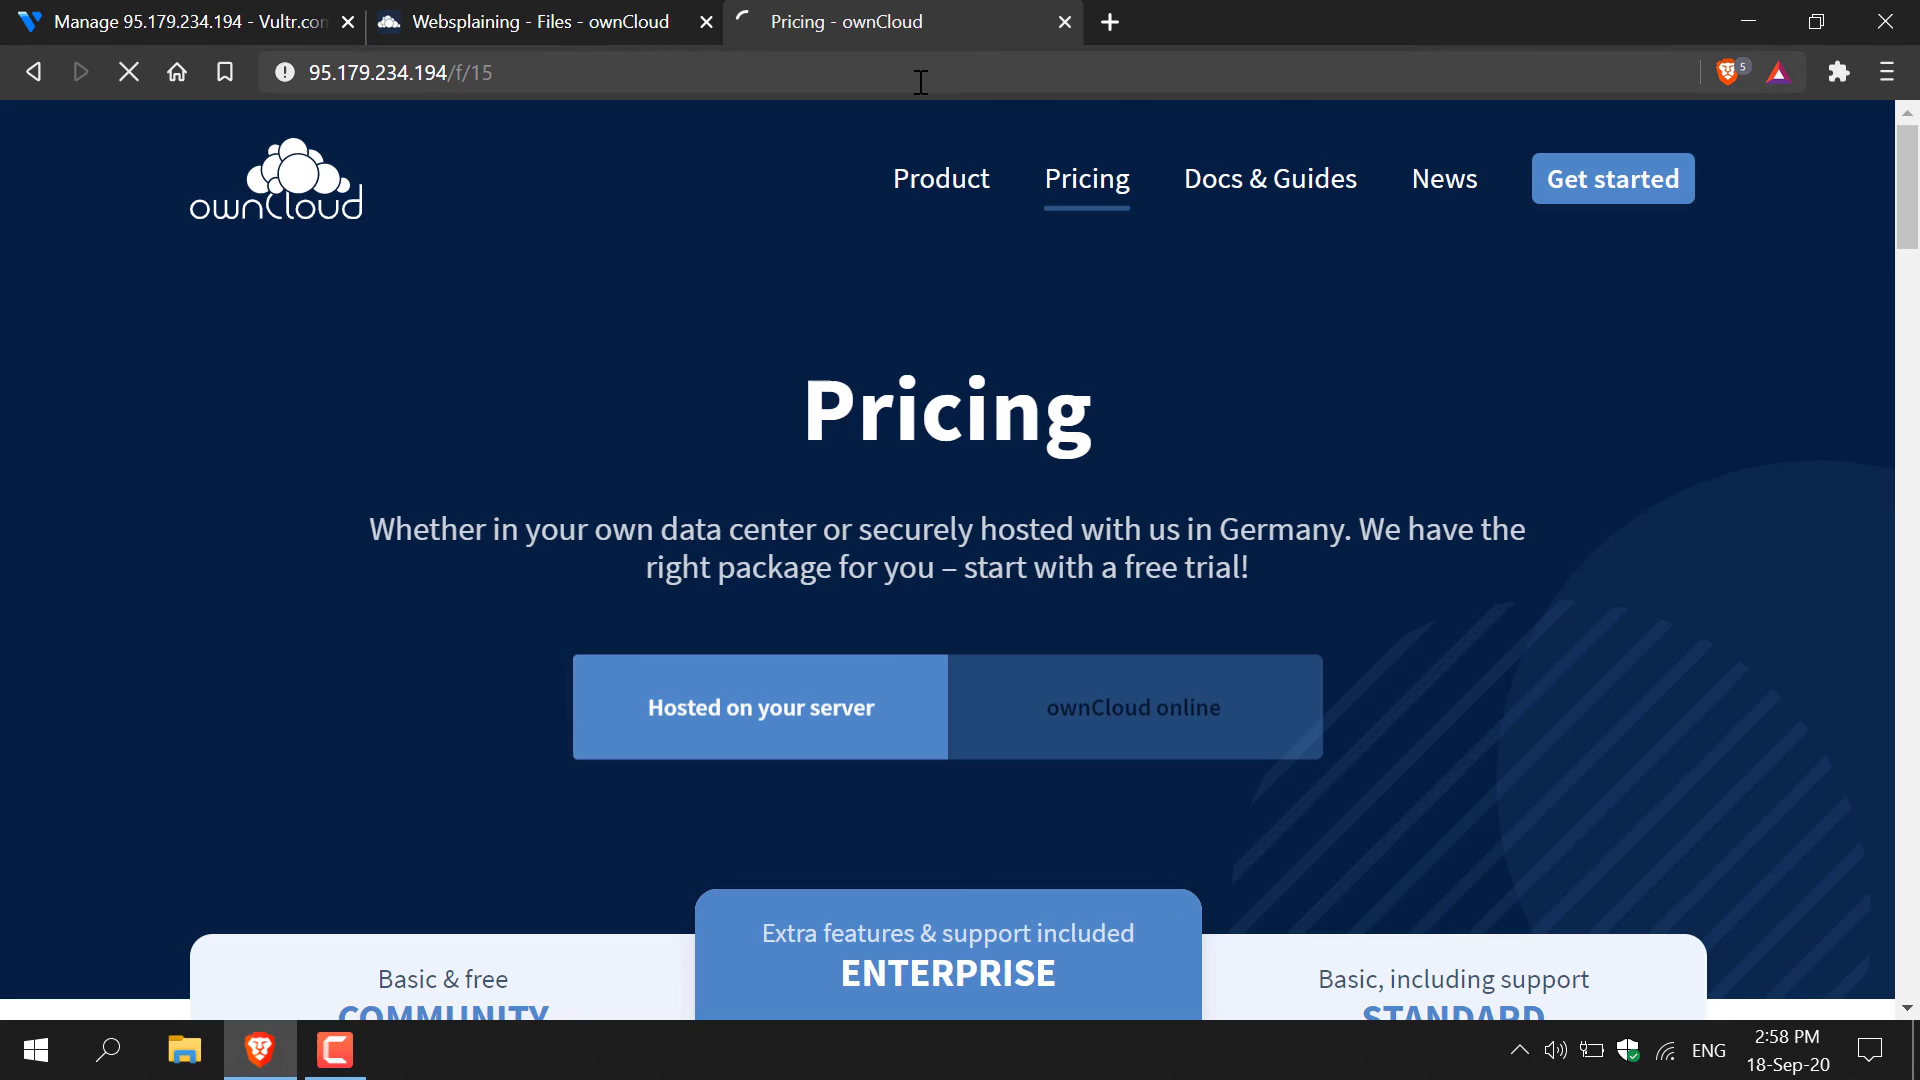 Manage 95.179.234.194 - Vultr.com
Websplaining - Files - ownCloud
Pricing - ownCloud
95.179.234.194/f/15
5
ownCloud
Product
Pricing
Docs & Guides
News
Get started
Pricing
Whether in your own data center or securely hosted with us in Germany. We have the
right package for you – start with a free trial!
Hosted on your server
ownCloud online
Extra features & support included
ENTERPRISE
Basic & free
COMMUNITY
Basic, including support
STANDARD
ENG
2:58 PM
18-Sep-20